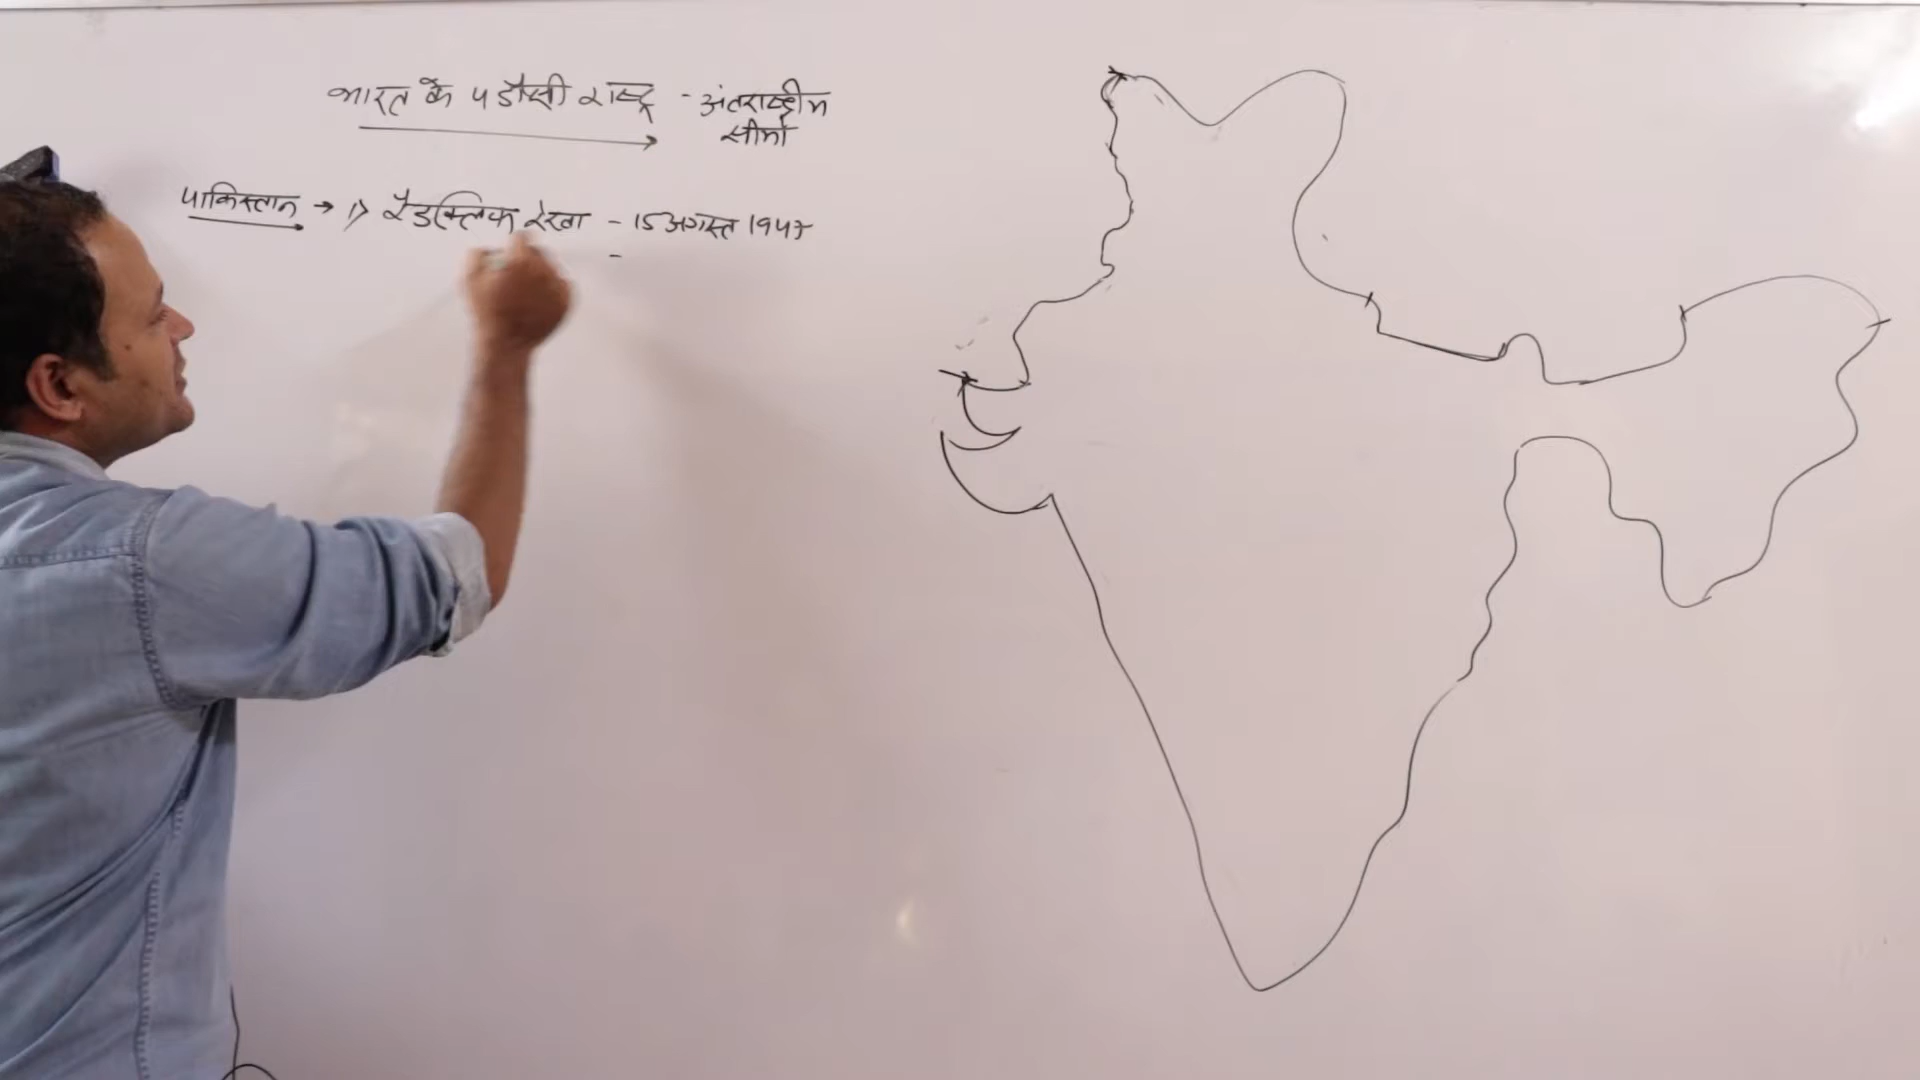 भारत के पडौसी राष्ट्र - अंतराष्ट्रीय
सीमा
पाकिस्तान → 1> रैडक्लिफ रेखा - 15 अगस्त 1947
-